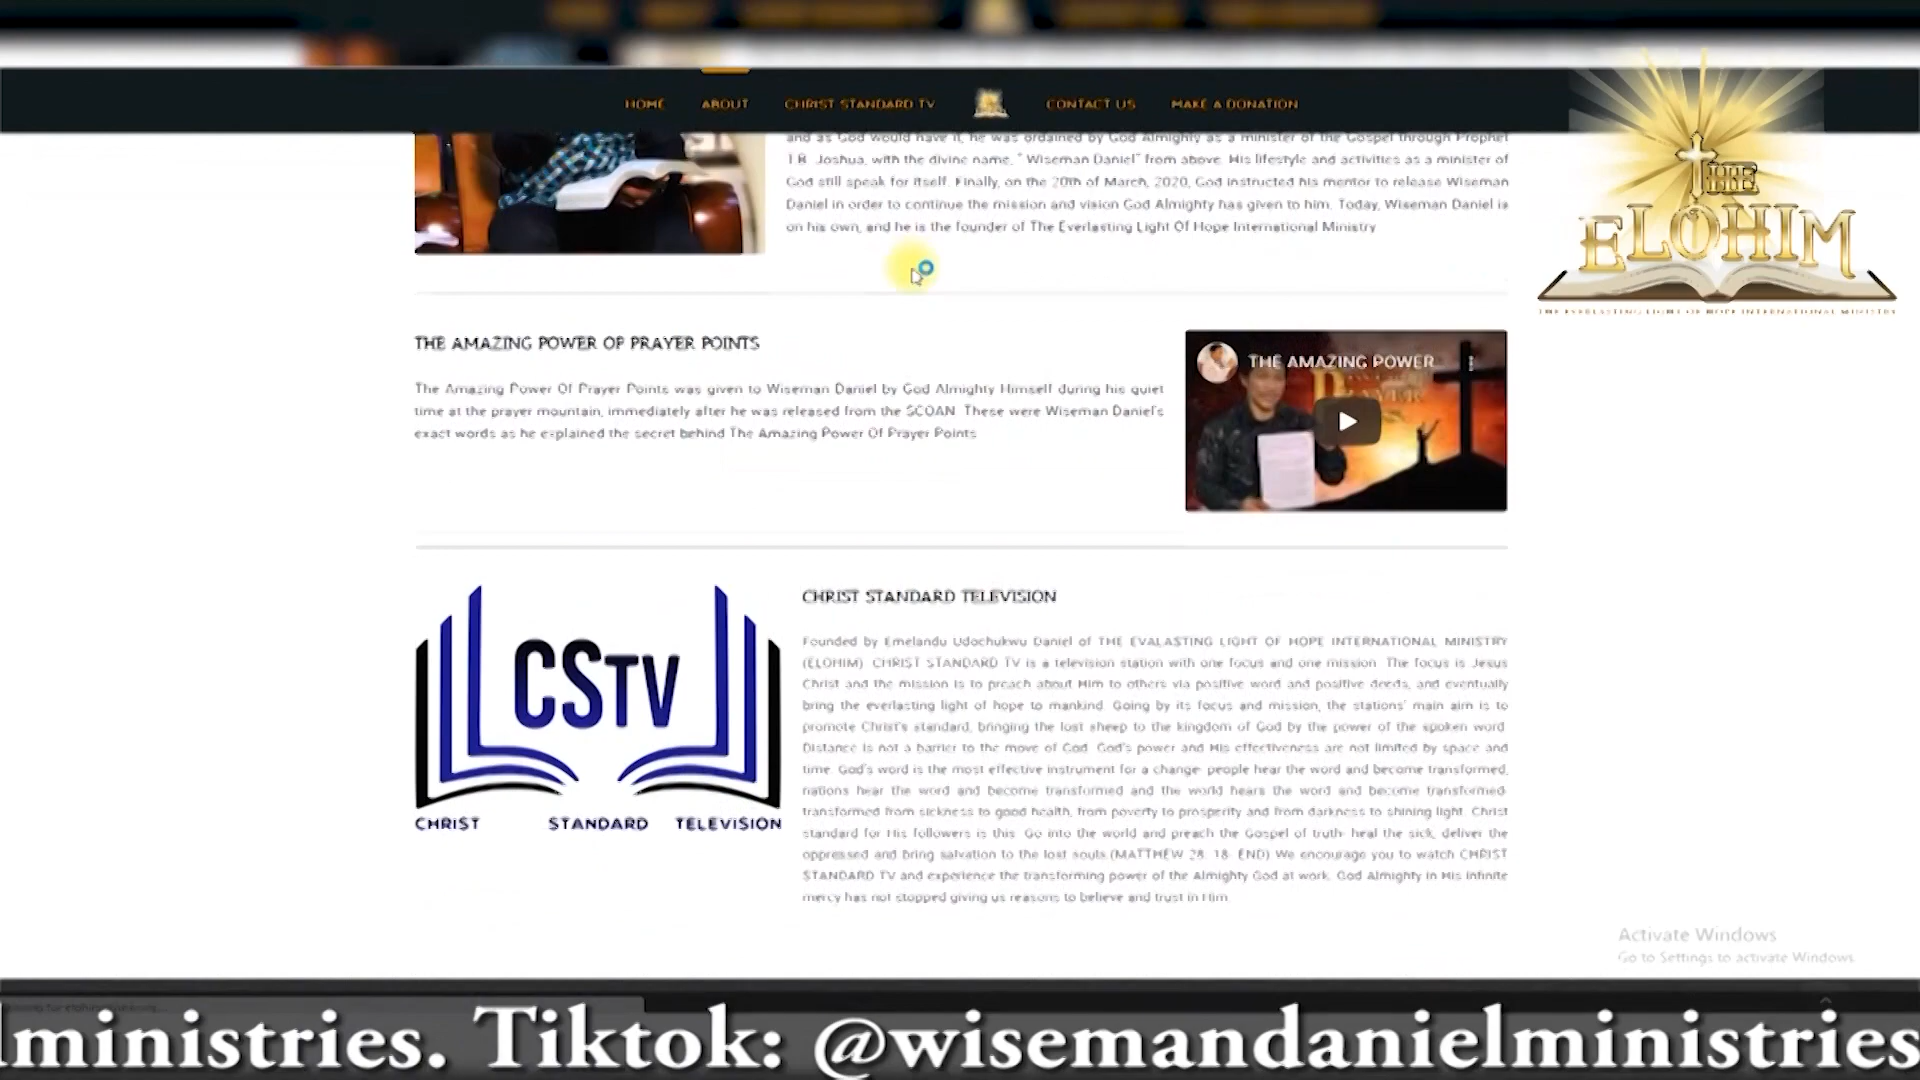 HOME ABOUT CHRIST STANDARD TV CONTACT US MAKE A DONATION
and as God would have it, he was ordained by God Almighty as a minister of the Gospel through Prophet
T.B. Joshua, with the divine name, " Wiseman Daniel" from above. His lifestyle and activities as a minister of
God still speak for itself. Finally, on the 20th of March, 2020, God instructed his mentor to release Wiseman
Daniel in order to continue the mission and vision God Almighty has given to him. Today, Wiseman Daniel is
on his own, and he is the founder of The Everlasting Light Of Hope International Ministry
THE
ELOHIM
THE EVERLASTING LIGHT OF HOPE INTERNATIONAL MINISTRY
THE AMAZING POWER OF PRAYER POINTS
The Amazing Power Of Prayer Points was given to Wiseman Daniel by God Almighty Himself during his quiet
time at the prayer mountain, immediately after he was released from the SCOAN. These were Wiseman Daniel's
exact words as he explained the secret behind The Amazing Power Of Prayer Points
THE AMAZING POWER
CSTV
CHRIST STANDARD TELEVISION
CHRIST STANDARD TELEVISION
Founded by Emelandu Udochukwu Daniel of THE EVALASTING LIGHT OF HOPE INTERNATIONAL MINISTRY
(ELOHIM). CHRIST STANDARD TV is a television station with one focus and one mission. The focus is Jesus
Christ and the mission is to preach about Him to others via positive word and positive deeds, and eventually
bring the everlasting light of hope to mankind. Going by its focus and mission, the stations' main aim is to
promote Christ's standard, bringing the lost sheep to the kingdom of God by the power of the spoken word.
Distance is not a barrier to the move of God. God's power and His effectiveness are not limited by space and
time. God's word is the most effective instrument for a change- people hear the word and become transformed,
nations hear the word and become transformed and the world hears the word and become transformed-
transformed from sickness to good health, from poverty to prosperity and from darkness to shining light. Christ
standard for His followers is this: Go into the world and preach the Gospel of truth- heal the sick, deliver the
oppressed and bring salvation to the lost souls.(MATTHEW 28: 18- END) We encourage you to watch CHRIST
STANDARD TV and experience the transforming power of the Almighty God at work. God Almighty in His infinite
mercy has not stopped giving us reasons to believe and trust in Him.
Activate Windows
Go to Settings to activate Windows.
lministries. Tiktok: @wisemandanielministries